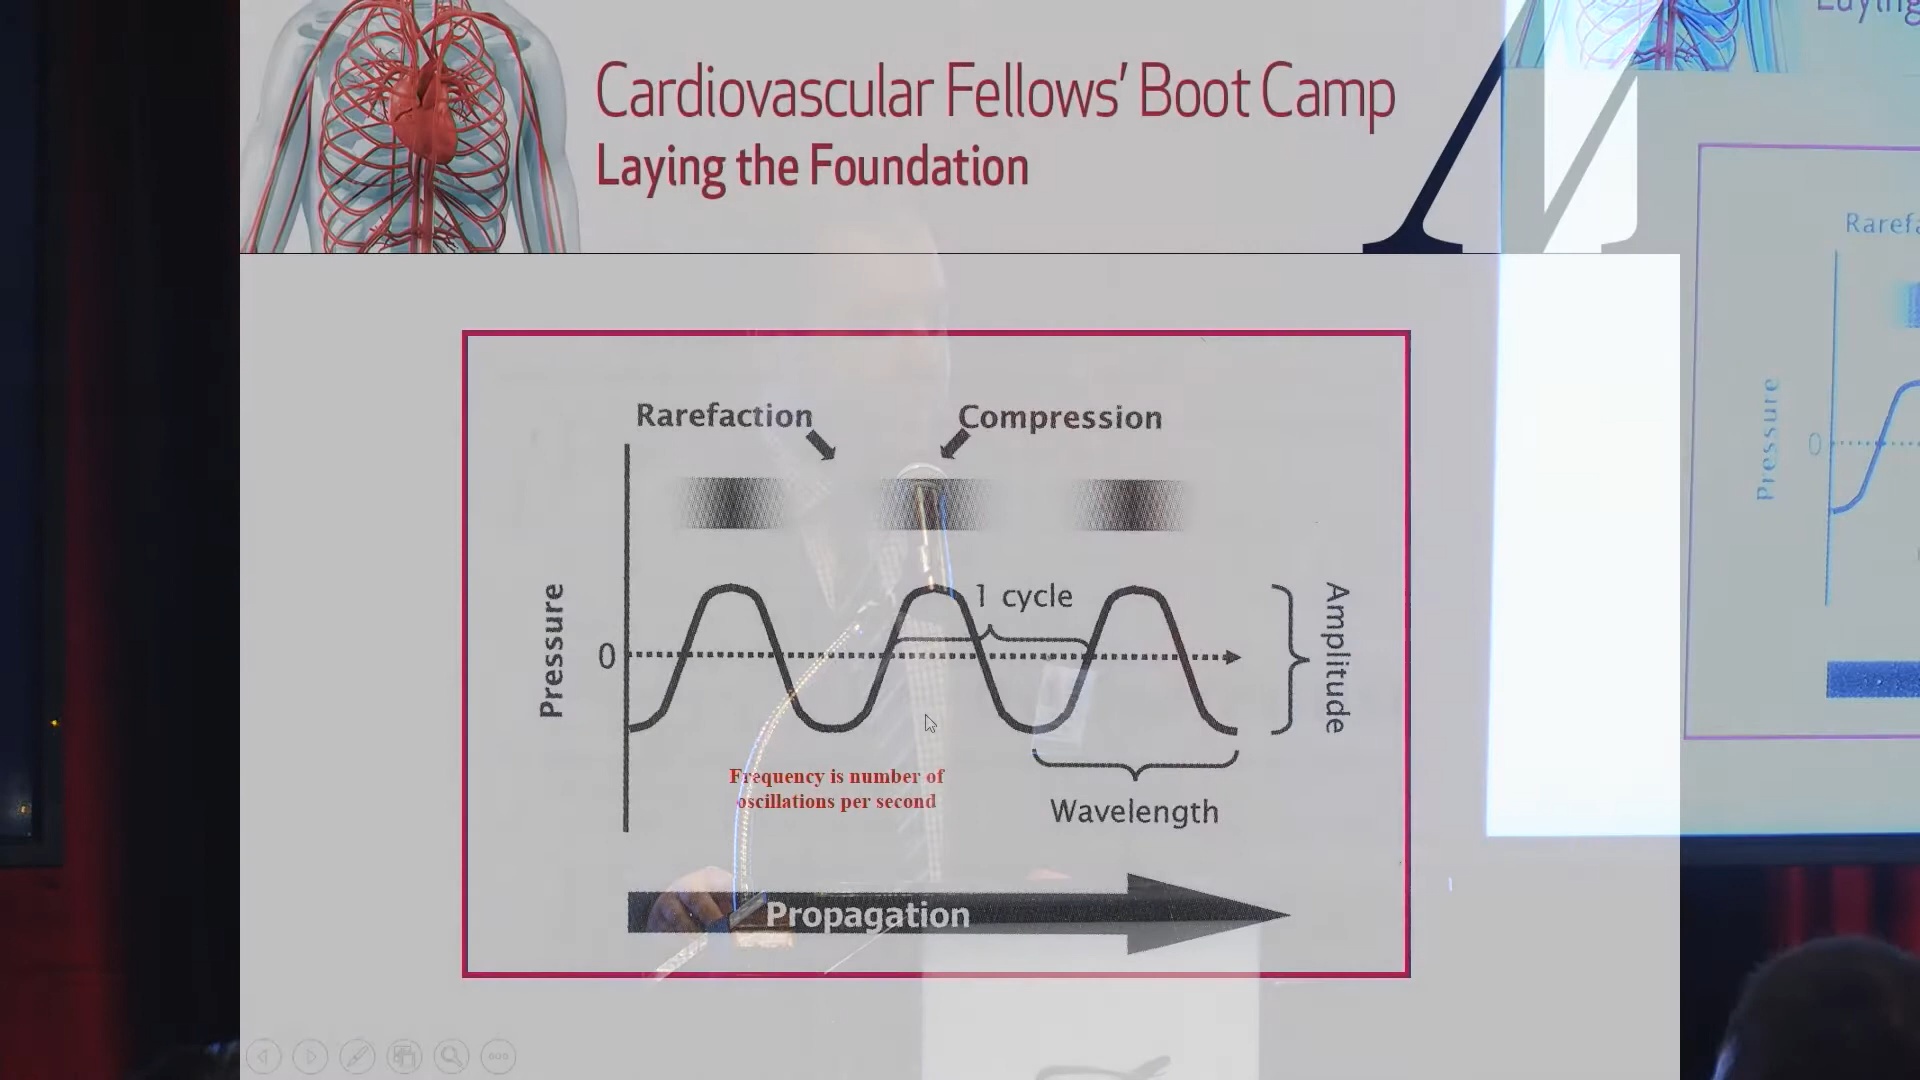 Cardiovascular Fellows' Boot Camp
Laying the Foundation
Laying
Rarefaction
Compression
Pressure
0
1 cycle
Amplitude
Frequency is number of
oscillations per second
Wavelength
Propagation
Pressure
0